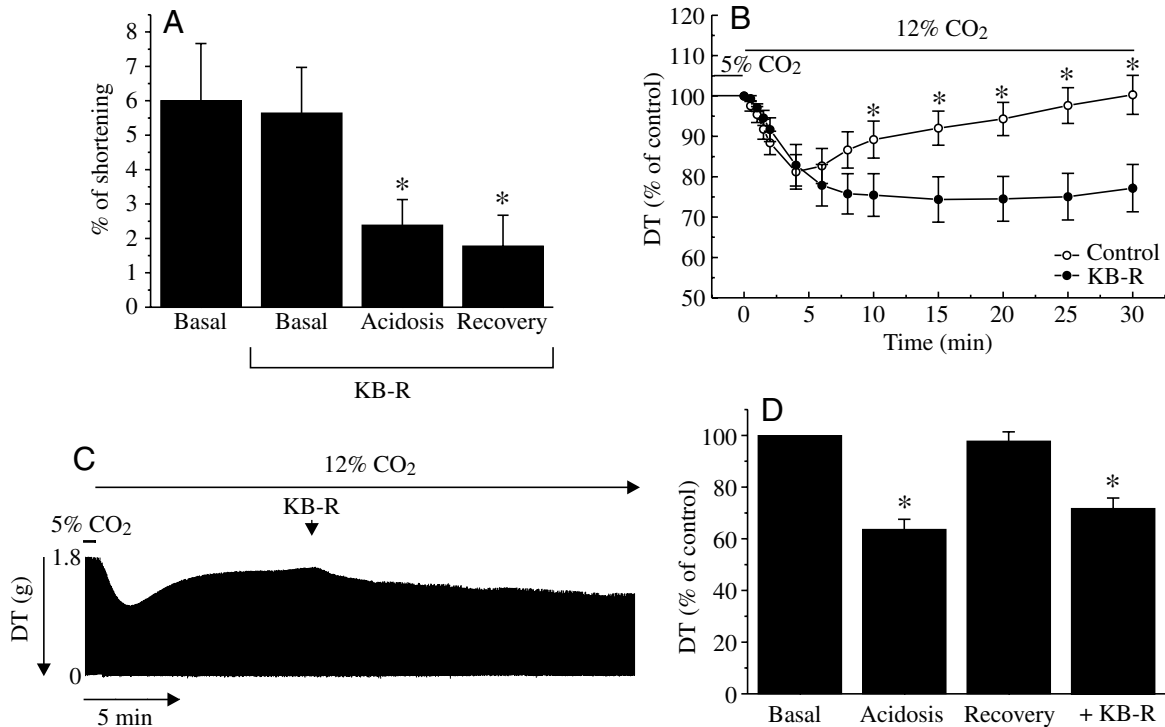 A
% of shortening
8
7
6
5
4
3
2
1
0
*
*
Basal
Basal
Acidosis
Recovery
KB-R
B
12% CO₂
5% CO₂
DT (% of control)
120
110
100
90
80
70
60
50
* * * * *
Control
KB-R
0 5 10 15 20 25 30
Time (min)
C
12% CO₂
KB-R
5% CO₂
1.8
DT (g)
0
5 min
D
DT (% of control)
100
80
60
40
20
0
*
*
Basal
Acidosis
Recovery
+ KB-R